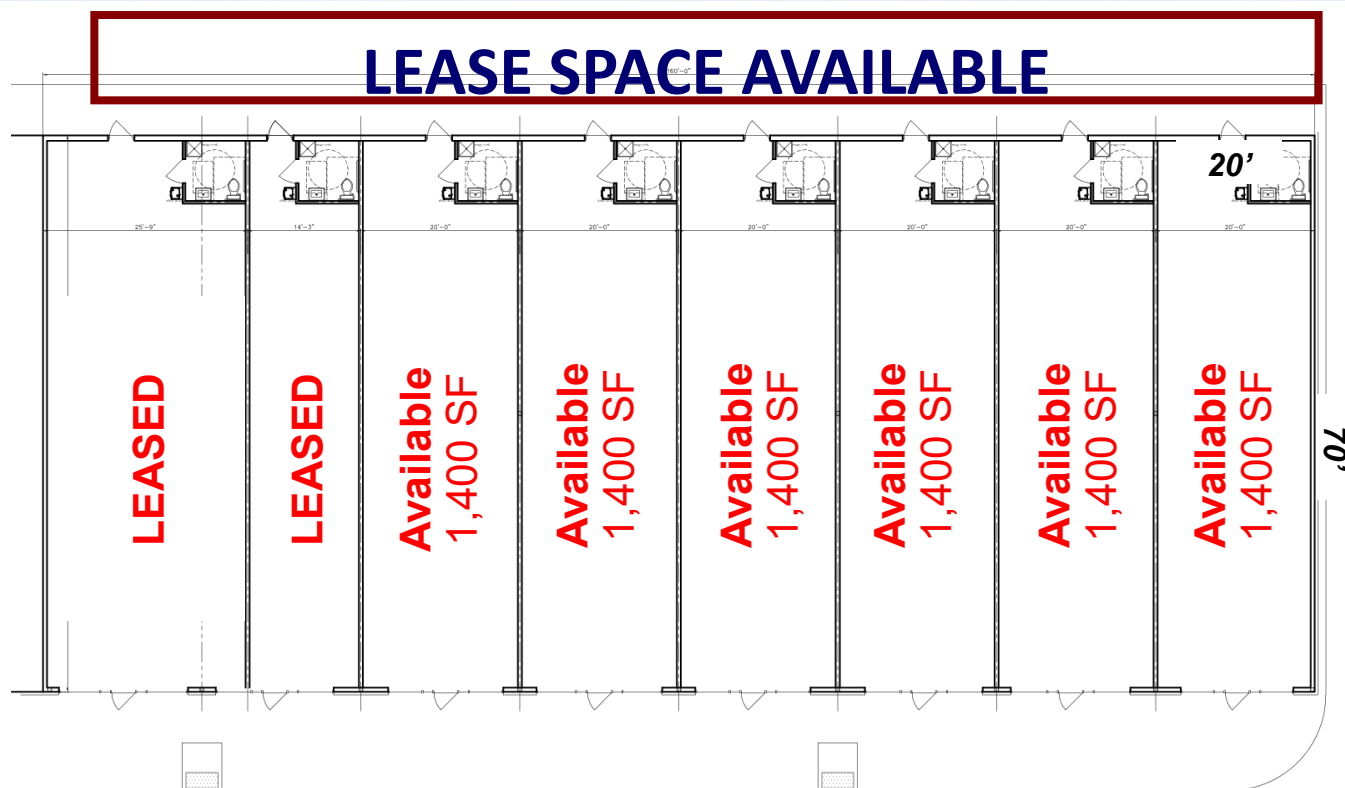 LEASE SPACE AVAILABLE
160'-0"
20’
25'-9"
14'-3"
20'-0"
20'-0"
20'-0"
20'-0"
20'-0"
20'-0"
LEASED
LEASED
Available
1,400 SF
Available
1,400 SF
Available
1,400 SF
Available
1,400 SF
Available
1,400 SF
Available
1,400 SF
70’